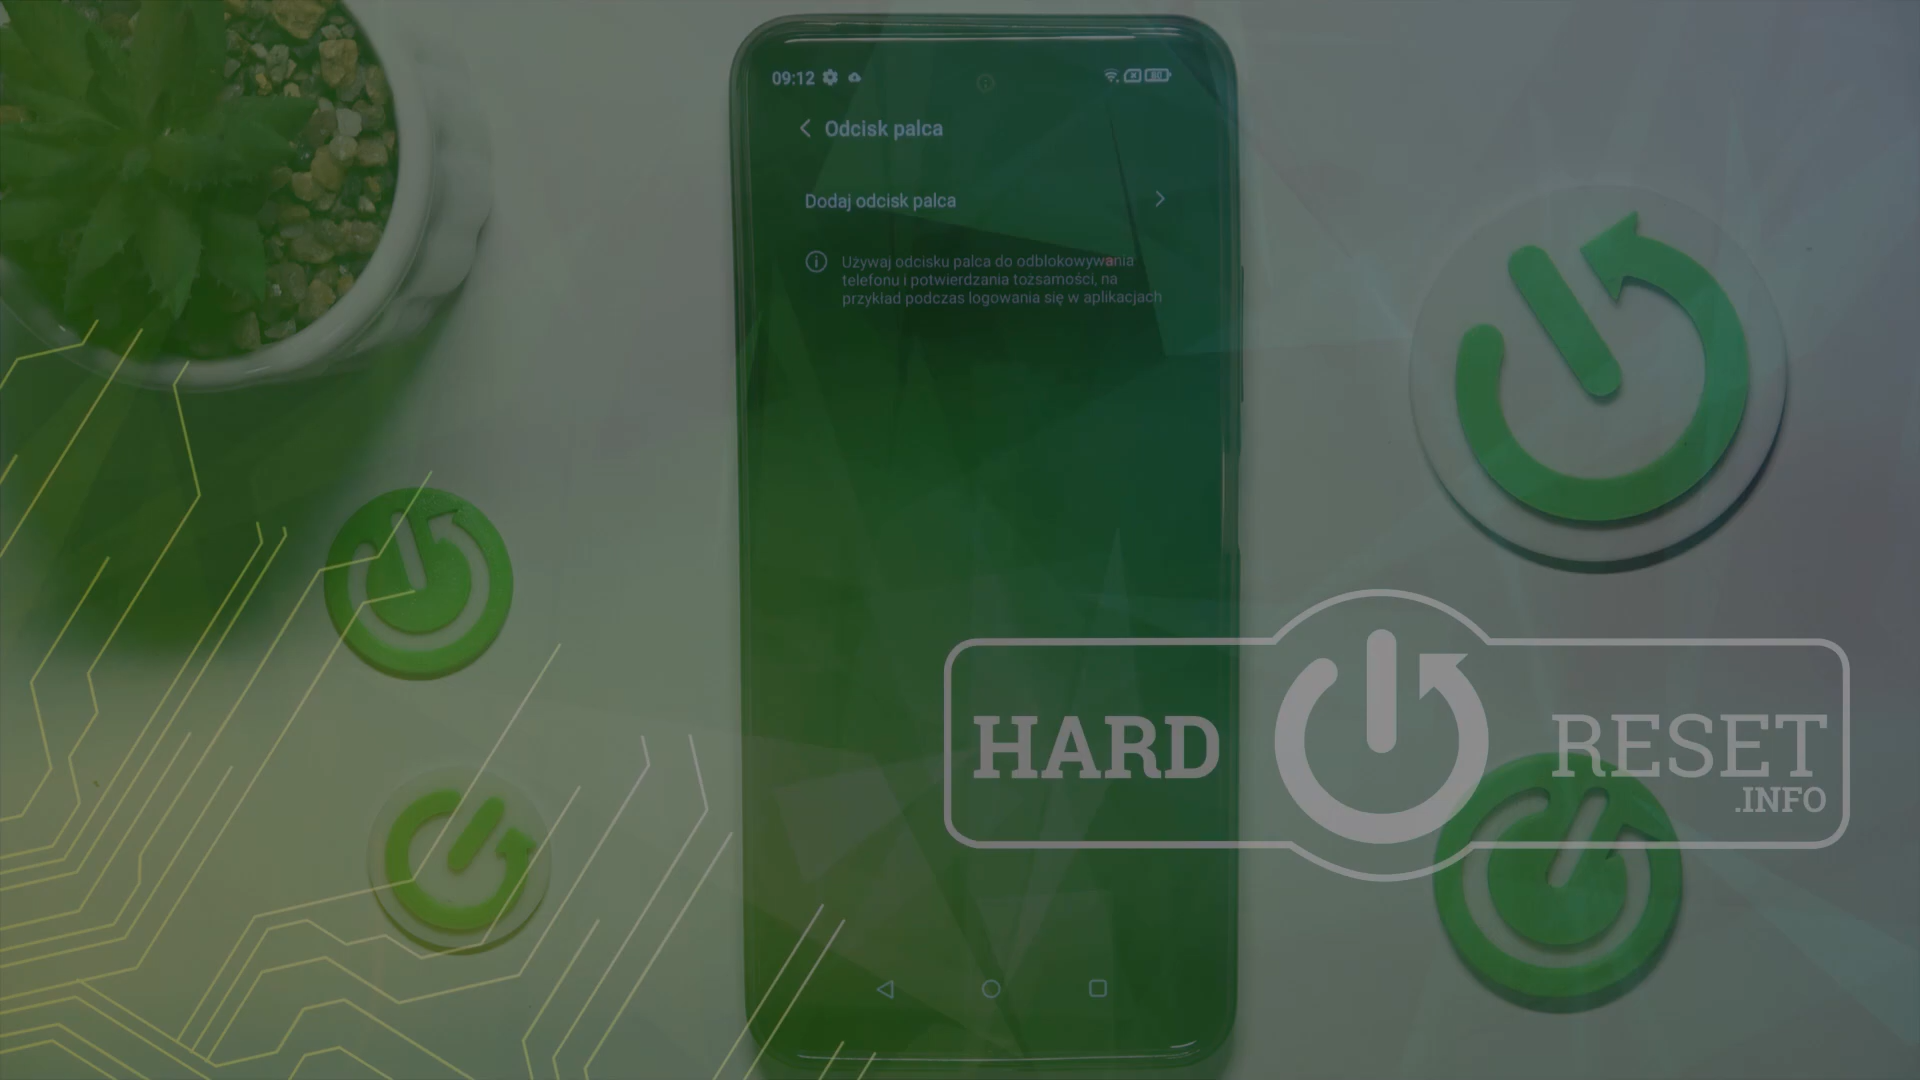 09:12
80
Odcisk palca
Dodaj odcisk palca
Używaj odcisku palca do odblokowywania
telefonu i potwierdzania tożsamości, na
przykład podczas logowania się w aplikacjach
HARD RESET
.INFO